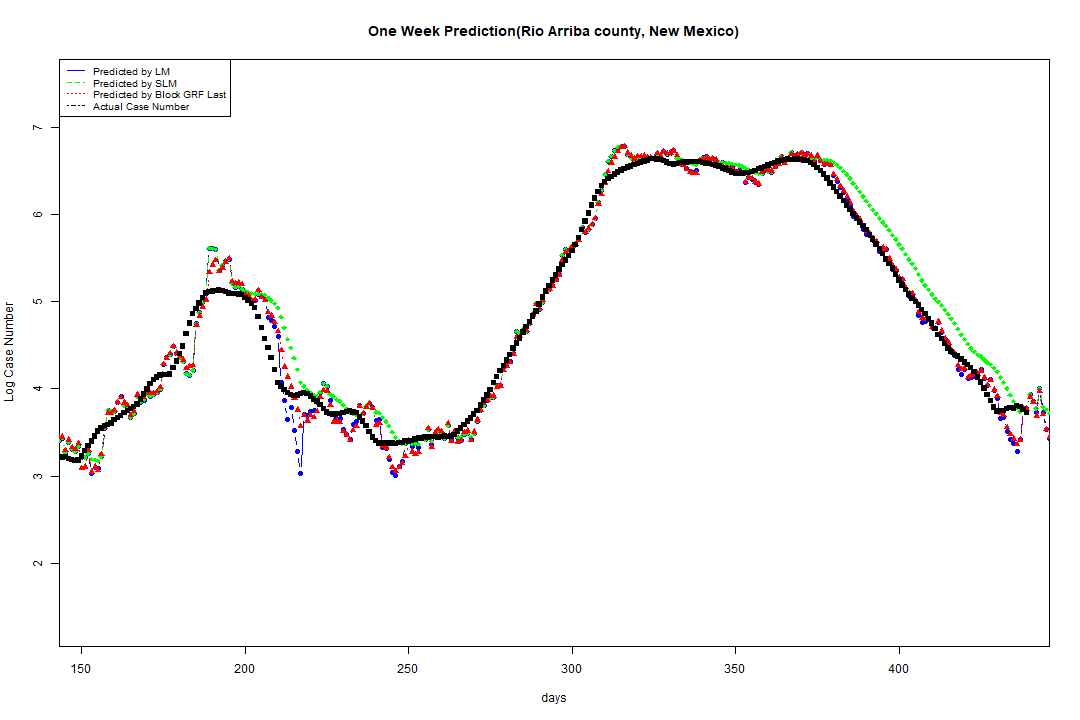 One Week Prediction(Rio Arriba county, New Mexico)
Predicted by LM
Predicted by SLM
Predicted by Block GRF Last
Actual Case Number
Log Case Number
7
6
5
4
3
2
150 200 250 300 350 400
days